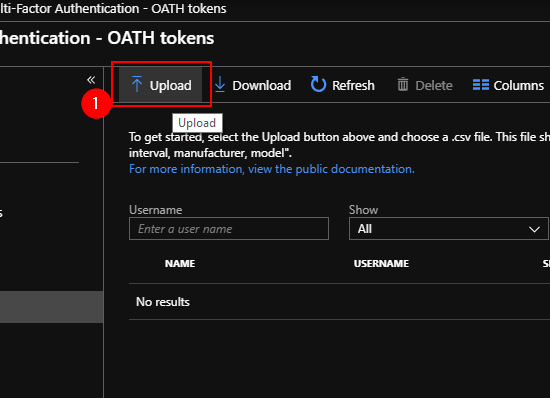 lti-Factor Authentication - OATH tokens
hentication - OATH tokens
«
Upload
Download
Refresh
Delete
Columns
1
Upload
To get started, select the Upload button above and choose a .csv file. This file sh
interval, manufacturer, model".
For more information, view the public documentation.
Username
Show
Enter a user name
All
s
NAME
USERNAME
No results